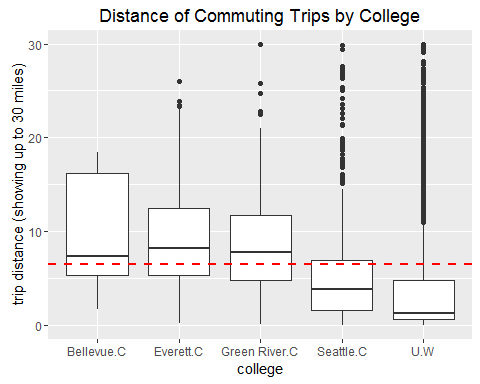 Distance of Commuting Trips by College
trip distance (showing up to 30 miles)
30
20
10
0
Bellevue.C Everett.C Green River.C Seattle.C U.W
college